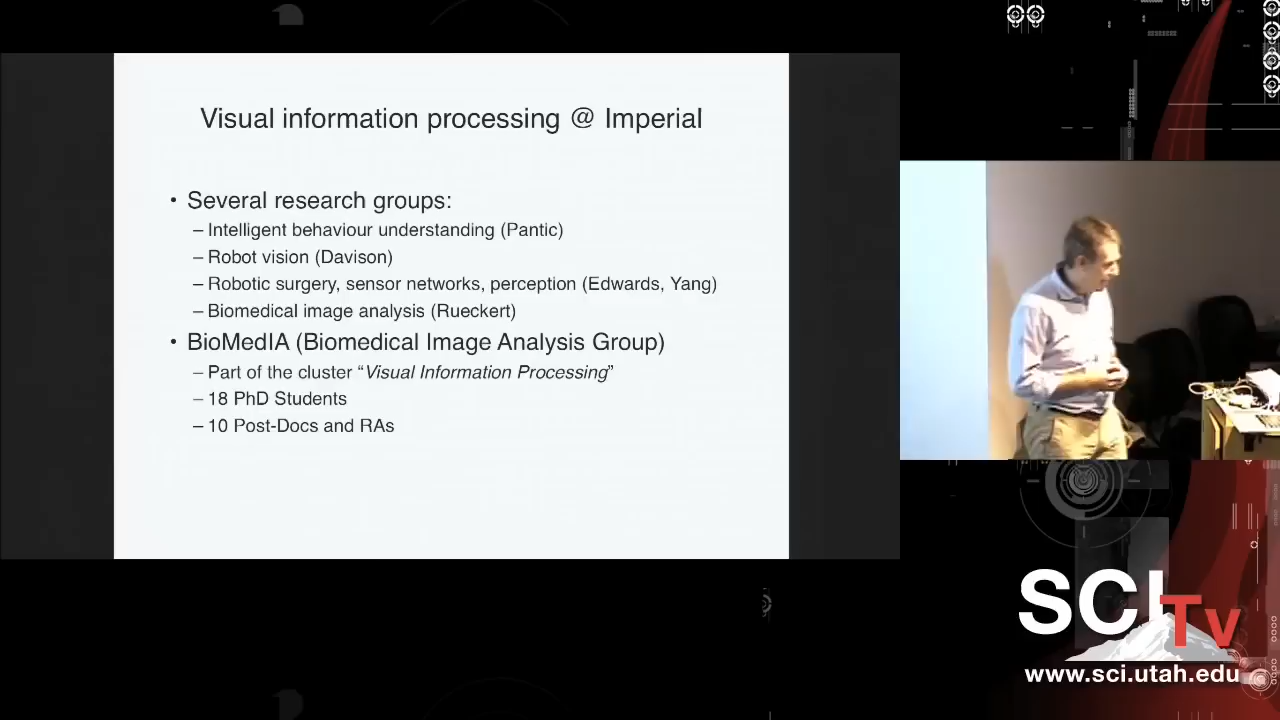 Visual information processing @ Imperial
• Several research groups:
– Intelligent behaviour understanding (Pantic)
– Robot vision (Davison)
– Robotic surgery, sensor networks, perception (Edwards, Yang)
– Biomedical image analysis (Rueckert)
• BioMedIA (Biomedical Image Analysis Group)
– Part of the cluster “Visual Information Processing”
– 18 PhD Students
– 10 Post-Docs and RAs
SCI Tv
www.sci.utah.edu